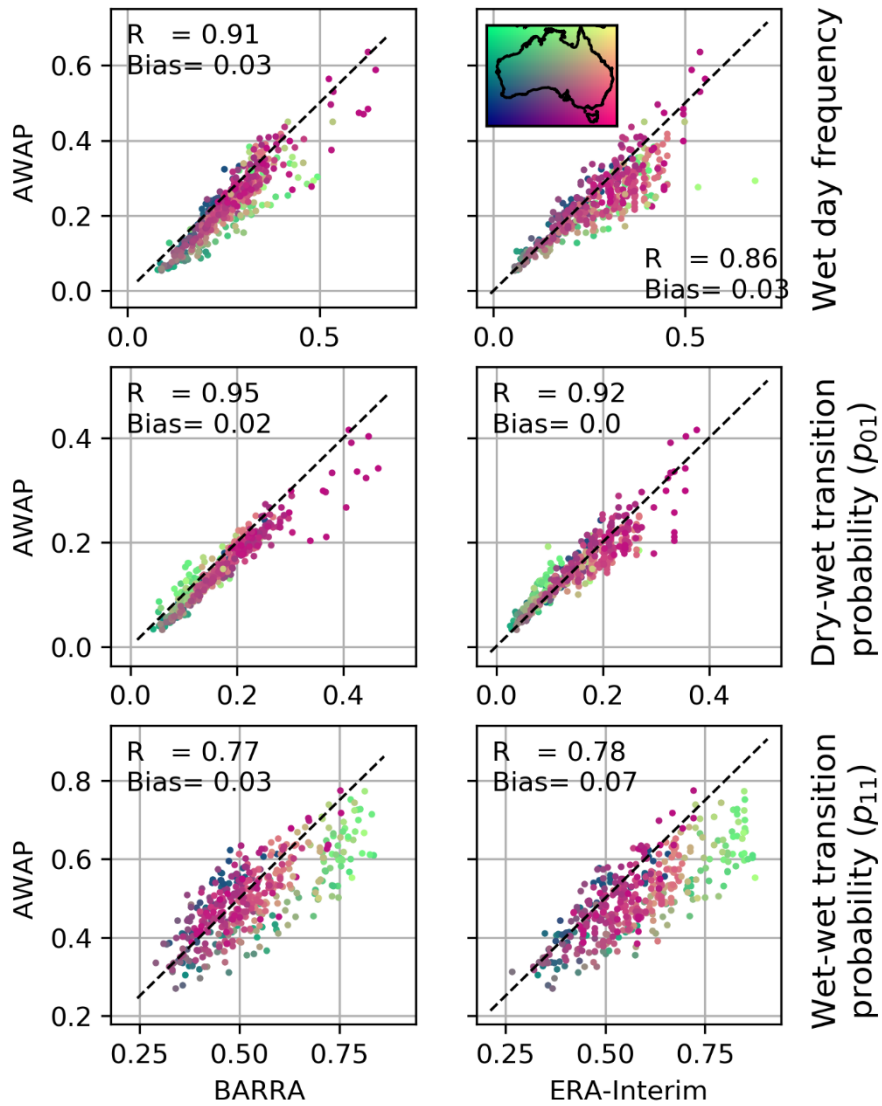 R = 0.91
Bias= 0.03
AWAP
0.6
0.4
0.2
0.0
0.0
0.5
R = 0.86
Bias= 0.03
0.0
0.5
Wet day frequency
R = 0.95
Bias= 0.02
AWAP
0.4
0.2
0.0
0.0
0.2
0.4
R = 0.92
Bias= 0.0
0.0
0.2
0.4
Dry-wet transition
probability (p01)
R = 0.77
Bias= 0.03
AWAP
0.8
0.6
0.4
0.2
0.25
0.50
0.75
BARRA
R = 0.78
Bias= 0.07
0.25
0.50
0.75
ERA-Interim
Wet-wet transition
probability (p11)